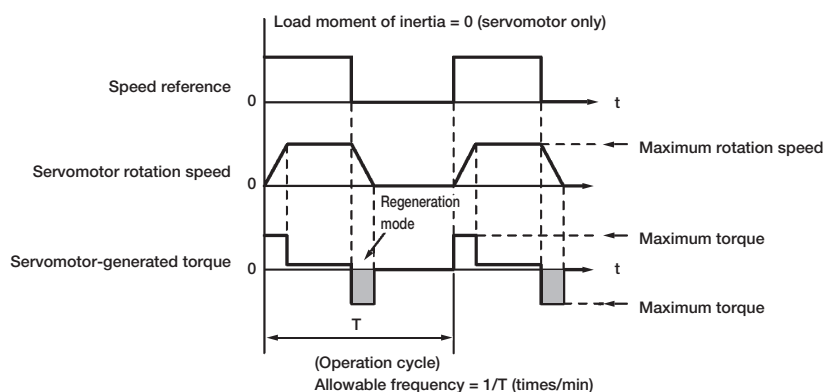 Load moment of inertia = 0 (servomotor only)
Speed reference
0
t
Maximum rotation speed
Servomotor rotation speed
0
Regeneration
mode
Maximum torque
Servomotor-generated torque
0
t
Maximum torque
T
(Operation cycle)
Allowable frequency = 1/T (times/min)